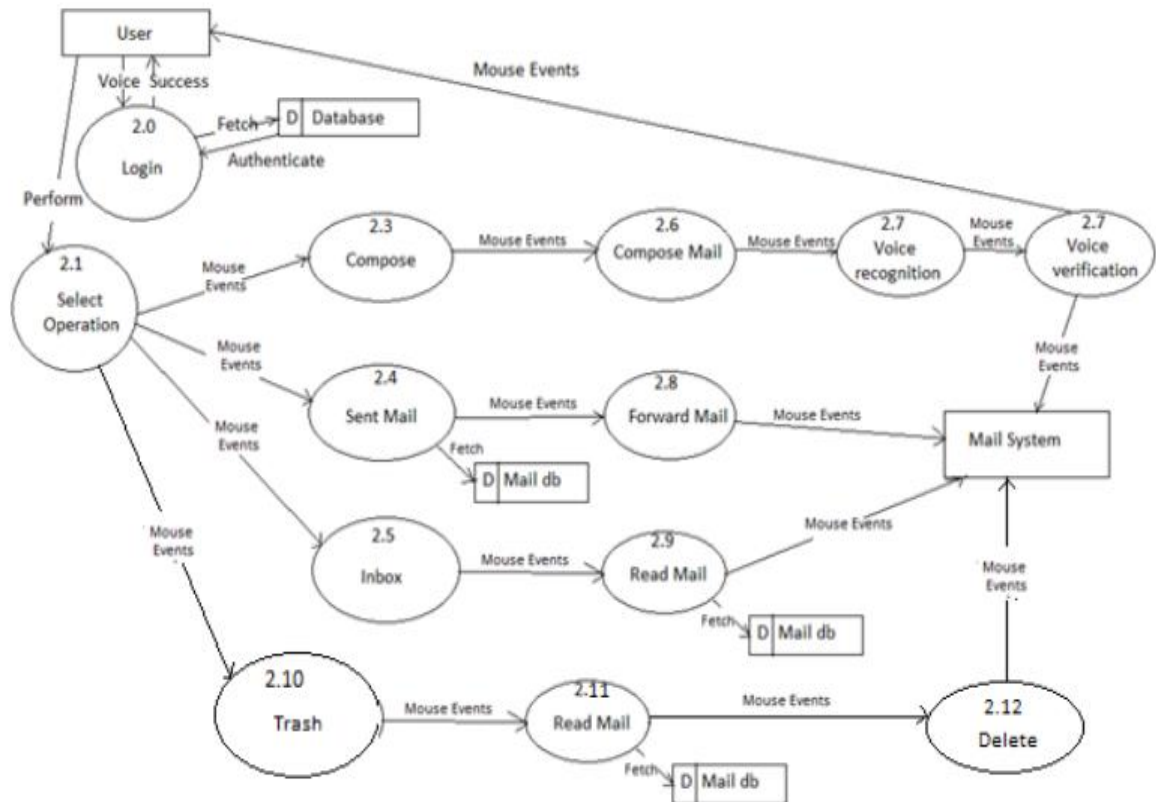 User
Mouse Events
Voice Success
2.0
Login
Fetch
D Database
Authenticate
Perform
2.1
Select
Operation
Mouse
Events
2.3
Compose
Mouse Events
2.6
Compose Mail
Mouse Events
2.7
Voice
recognition
Mouse
Events
2.7
Voice
verification
Mouse
Events
Mouse
Events
2.4
Sent Mail
Mouse Events
2.8
Forward Mail
Mouse Events
Mail System
Fetch
D Mail db
Mouse
Events
2.5
Inbox
Mouse Events
2.9
Read Mail
Mouse Events
Fetch
D Mail db
Mouse
Events
Mouse
Events
2.10
Trash
Mouse Events
2.11
Read Mail
Mouse Events
2.12
Delete
Fetch
D Mail db